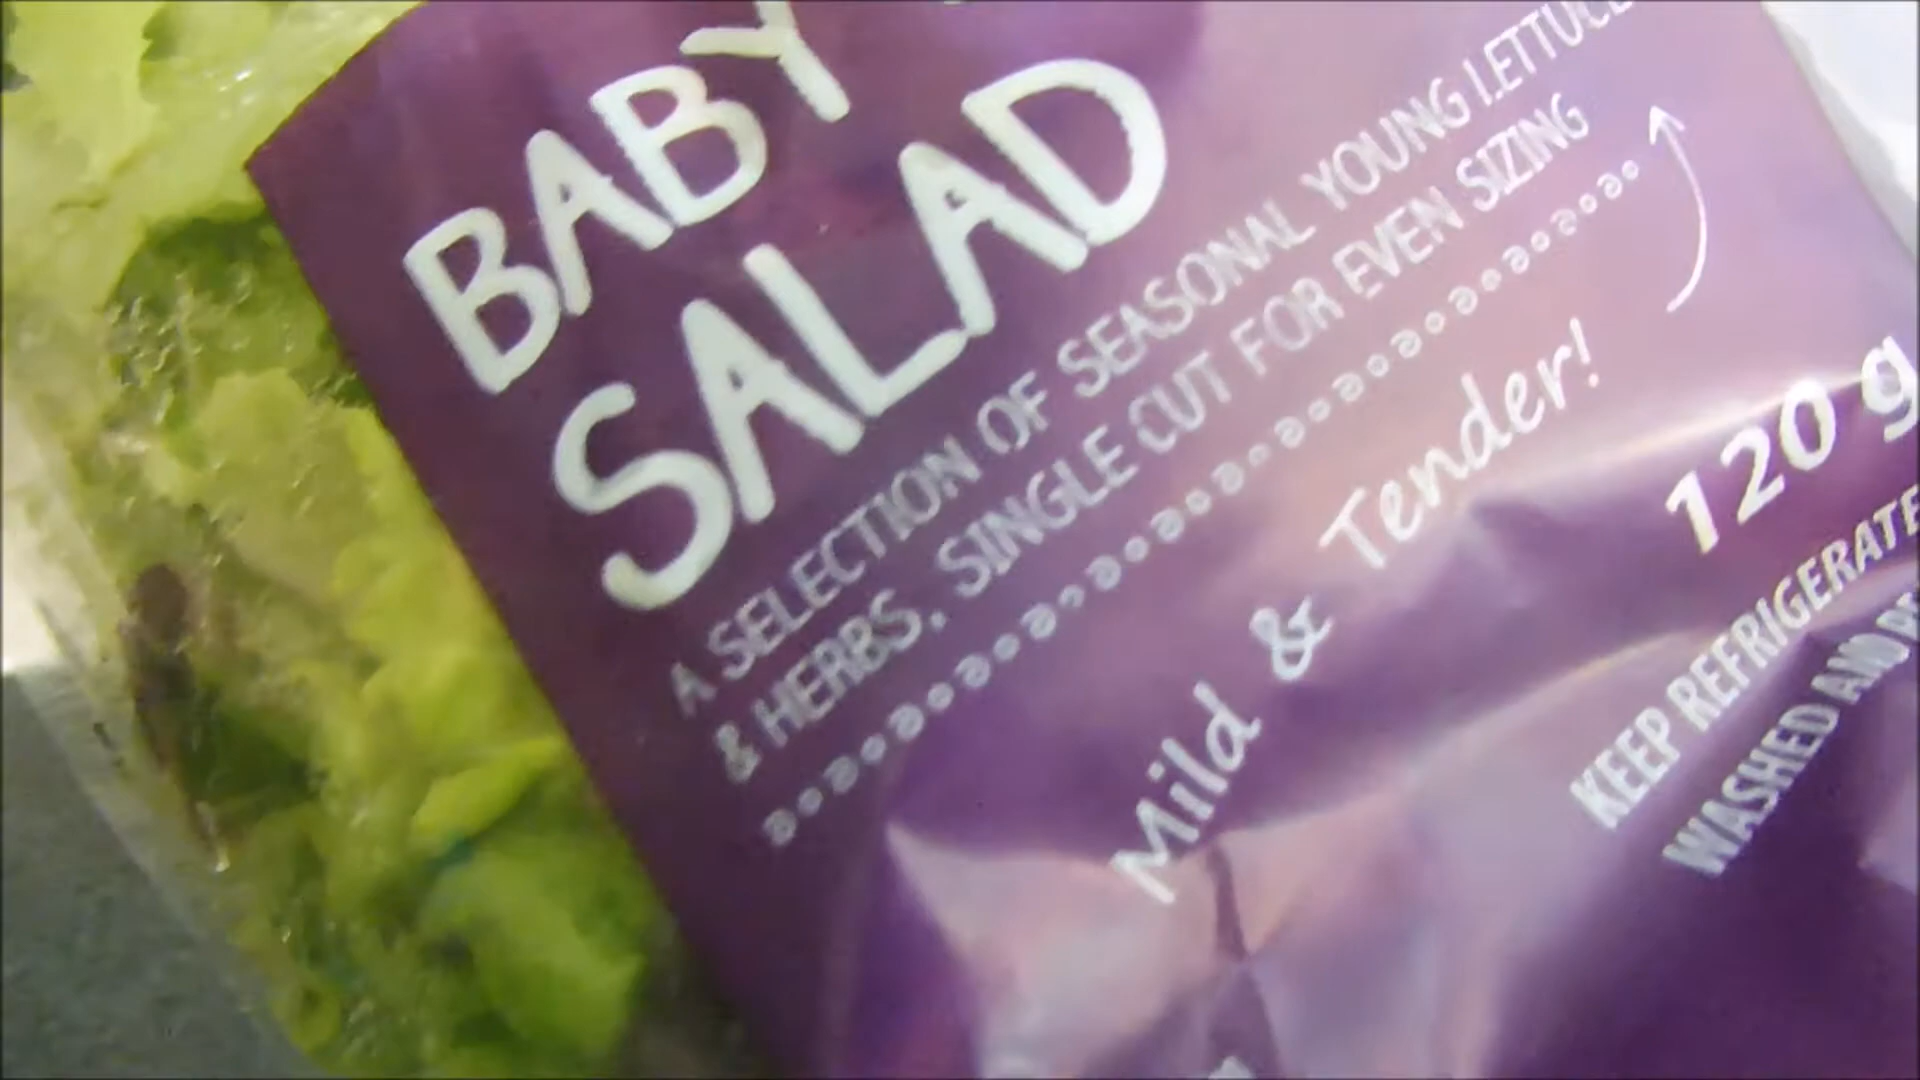 BABY
SALAD
A SELECTION OF SEASONAL YOUNG LETTUCE
& HERBS. SINGLE CUT FOR EVEN SIZING
Mild & Tender!
120 g
KEEP REFRIGERATE
WASHED AND